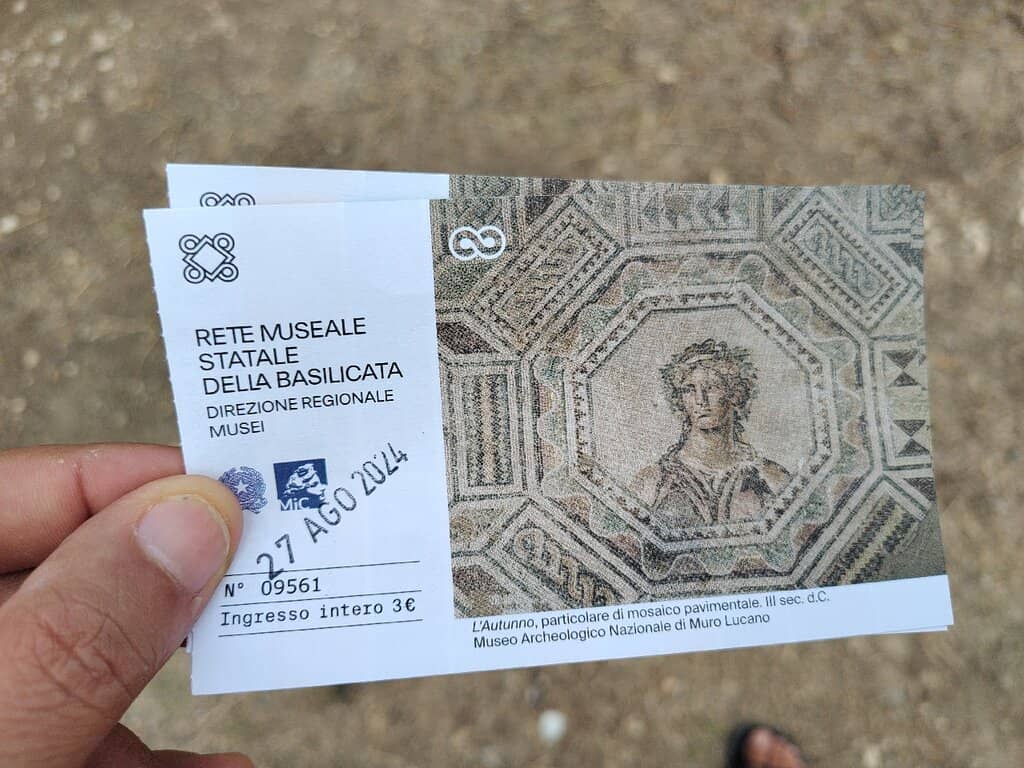 RETE MUSEALE
STATALE
DELLA BASILICATA
DIREZIONE REGIONALE
MUSEI
MiC
27 AGO 2024
N° 09561
Ingresso intero 3€
L'Autunno, particolare di mosaico pavimentale. III sec. d.C.
Museo Archeologico Nazionale di Muro Lucano